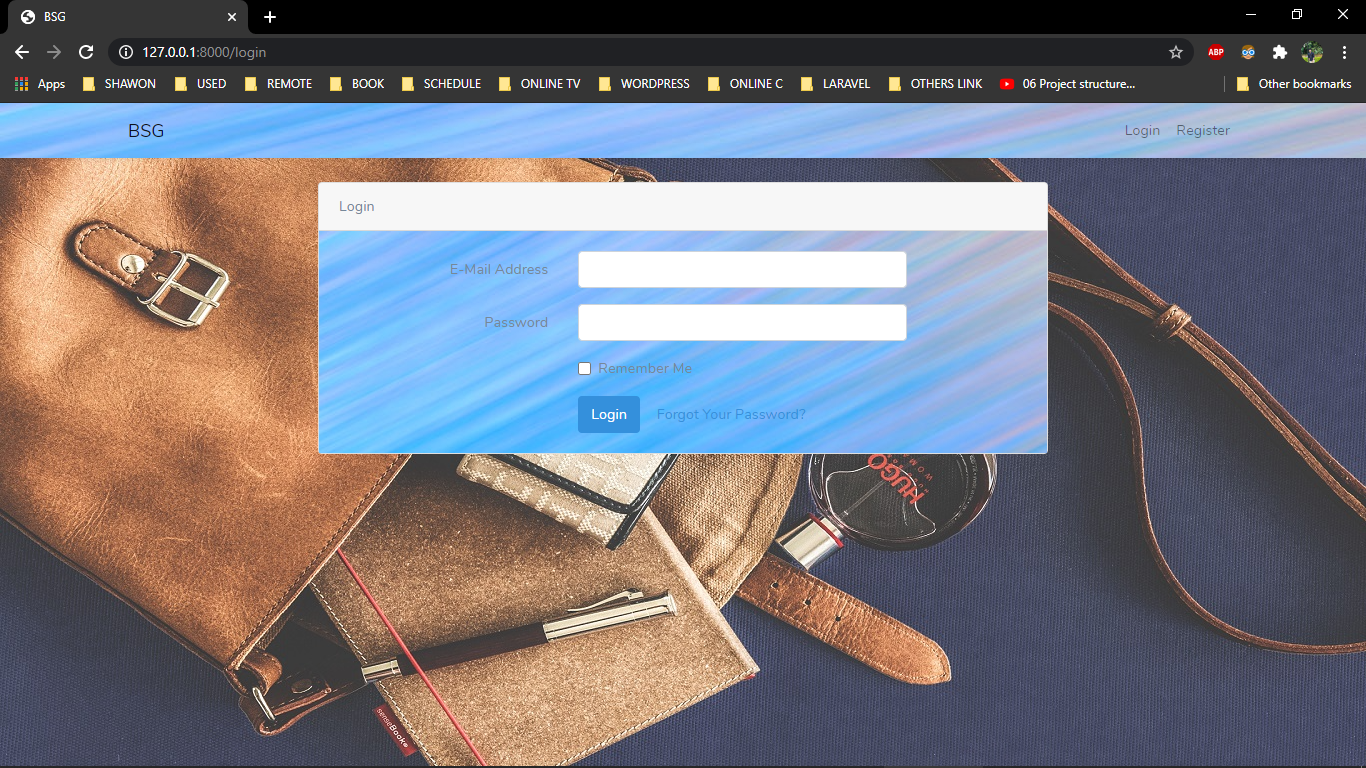 BSG
127.0.0.1:8000/login
ABP
Apps SHAWON USED REMOTE BOOK SCHEDULE ONLINE TV WORDPRESS ONLINE C LARAVEL OTHERS LINK 06 Project structure... Other bookmarks
BSG Login Register
Login
E-Mail Address
Password
Remember Me
Login Forgot Your Password?
HUGO
WOMAN
senseBook